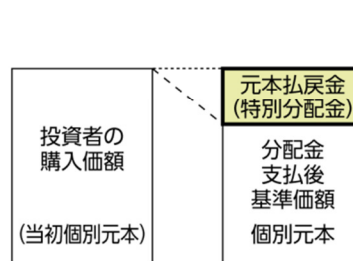 投資者の
購入価額
(当初個別元本)
元本払戻金
(特別分配金)
分配金
支払後
基準価額
個別元本